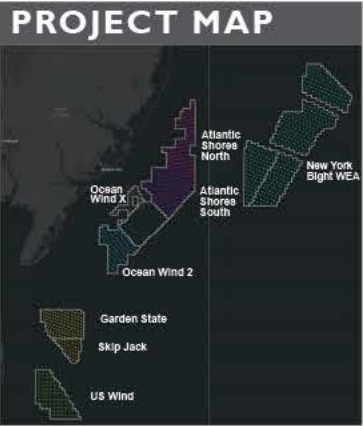 PROJECT MAP
Atlantic
Shores
North
New York
Bight WEA
Ocean
Wind X
Atlantic
Shores
South
Ocean Wind 2
Garden State
Skip Jack
US Wind